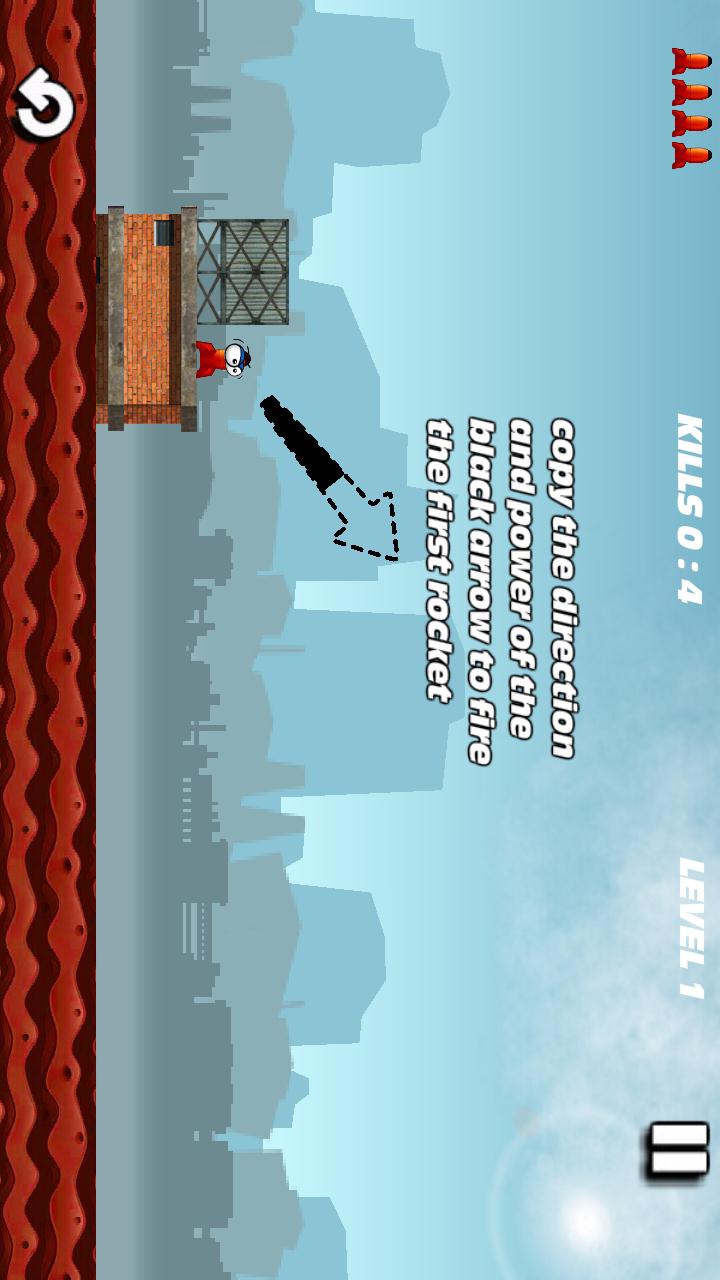 KILLS 0 : 4
LEVEL 1
copy the direction
and power of the
black arrow to fire
the first rocket